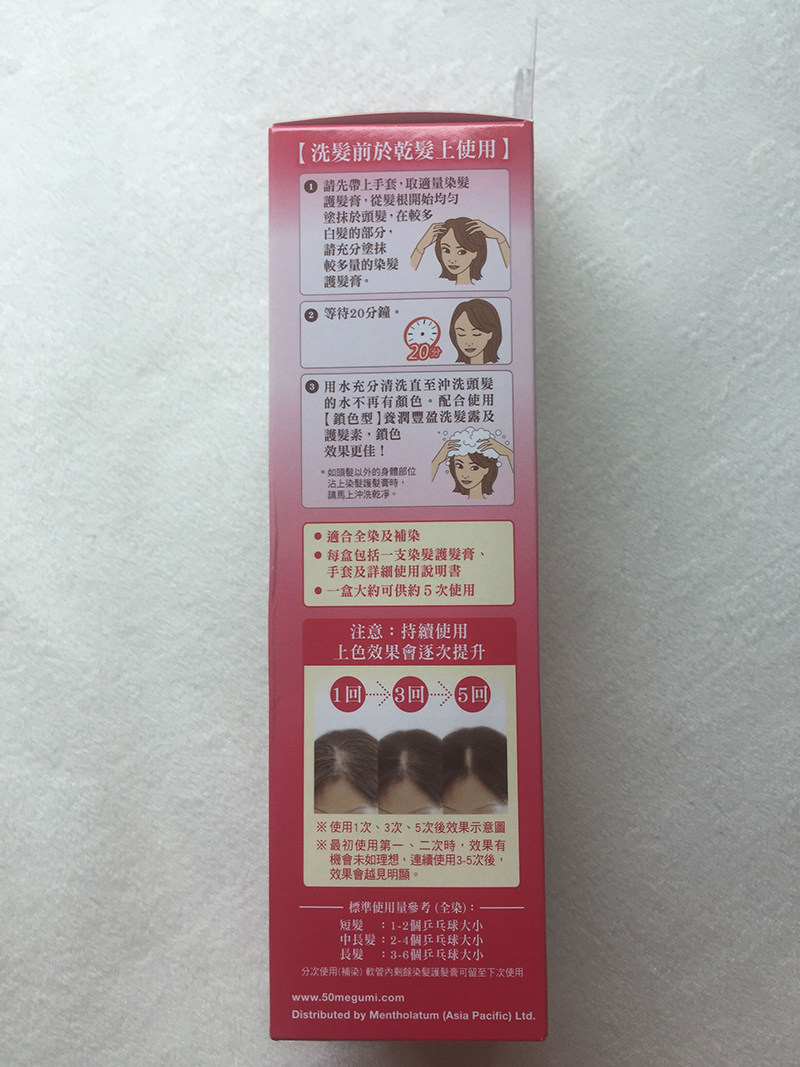 【洗髮前於乾髮上使用】
1 請先帶上手套，取適量染髮
護髮膏，從髮根開始均勻
塗抹於頭髮，在較多
白髮的部分，
請充分塗抹
較多量的染髮
護髮膏。
2 等待20分鐘。
20分
3 用水充分清洗直至沖洗頭髮
的水不再有顏色。配合使用
【鎖色型】養潤豐盈洗髮露及
護髮素，鎖色
效果更佳！
*如頭髮以外的身體部位
沾上染髮護髮膏時，
請馬上沖洗乾淨。
● 適合全染及補染
● 每盒包括一支染髮護髮膏、
手套及詳細使用說明書
● 一盒大約可供約5次使用
注意：持續使用
上色效果會逐次提升
1回 3回 5回
※使用1次、3次、5次後效果示意圖
※最初使用第一、二次時，效果有
機會未如理想，連續使用3-5次後，
效果會越見明顯。
標準使用量參考(全染)：
短髮 ：1-2個乒乓球大小
中長髮：2-4個乒乓球大小
長髮 ：3-6個乒乓球大小
分次使用(補染) 軟管內剩餘染髮護髮膏可留至下次使用
www.50megumi.com
Distributed by Mentholatum (Asia Pacific) Ltd.